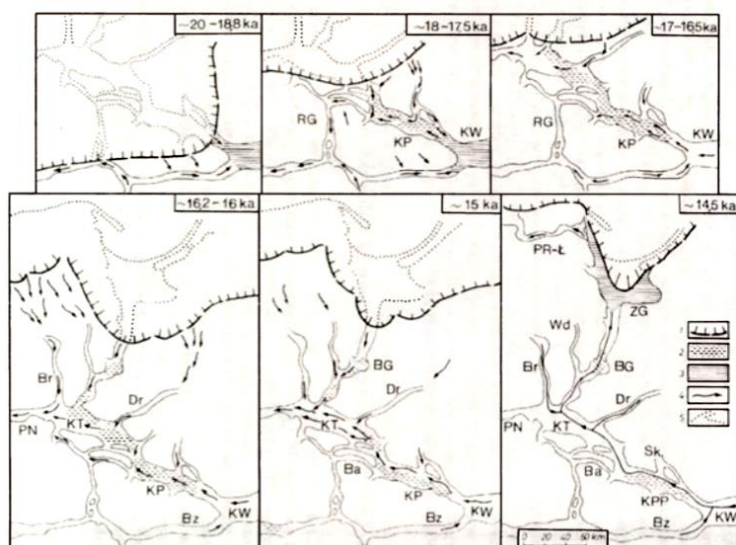 ~20-18,8 ka
~18-17,5 ka
RG
KP
KW
~17-16,5 ka
RG
KP
KW
~16,2-16 ka
Br
Dr
PN
KT
KP
Bz
KW
~15 ka
BG
Dr
KT
Ba
KP
Bz
KW
~14,5 ka
PR-Ł
ZG
Wd
Br
BG
Dr
PN
KT
Ba
Sk.
KPP
Bz
KW
1
2
3
4
5
0 20 40 60 km